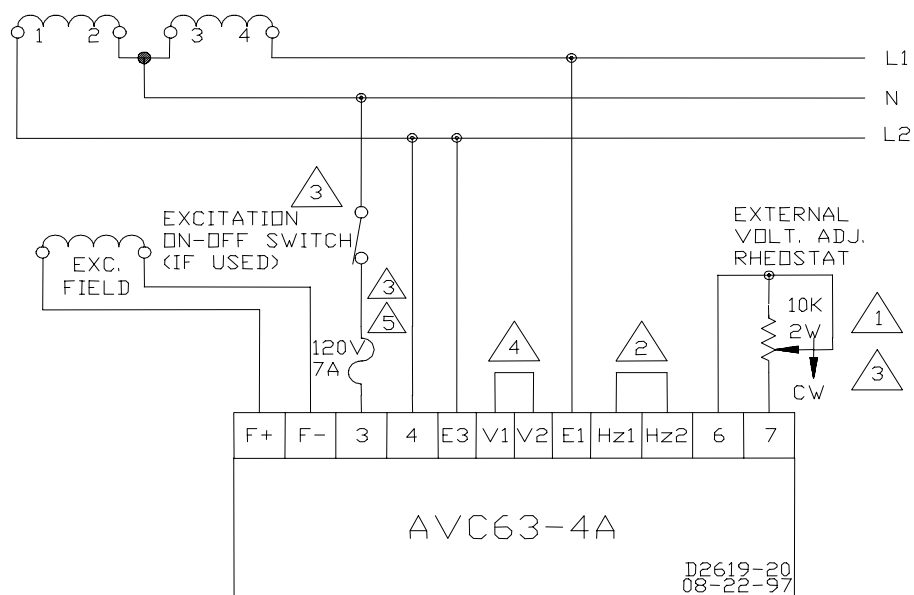 1 2 3 4
L1
N
L2
3
EXCITATION
ON-OFF SWITCH
(IF USED)
EXTERNAL
VOLT. ADJ.
RHEOSTAT
EXC.
FIELD
3
5
120V
7A
4
2
10K
2W
1
3
CW
F+ F- 3 4 E3 V1 V2 E1 Hz1 Hz2 6 7
AVC63-4A
D2619-20
08-22-97